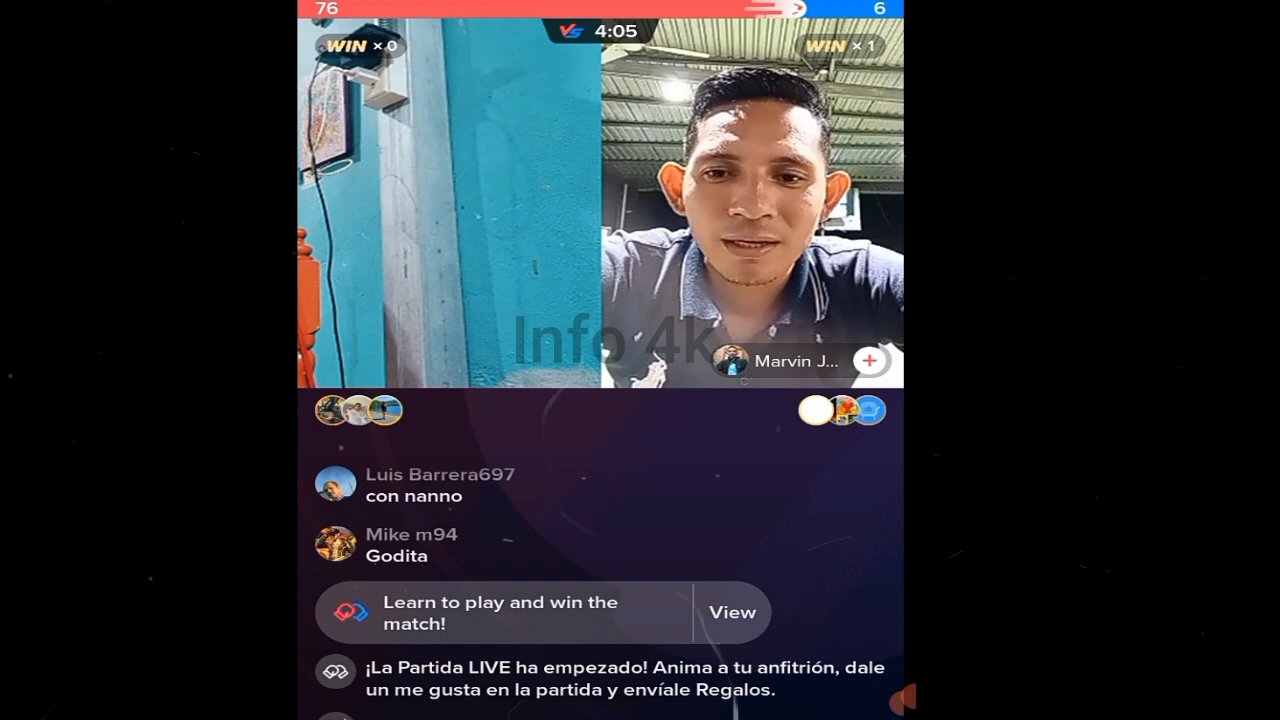 76
6
VS 4:05
WIN × 0
WIN × 1
Info 4k
Marvin J...
Luis Barrera697
con nanno
Mike m94
Godita
Learn to play and win the
match!
View
¡La Partida LIVE ha empezado! Anima a tu anfitrión, dale
un me gusta en la partida y envíale Regalos.